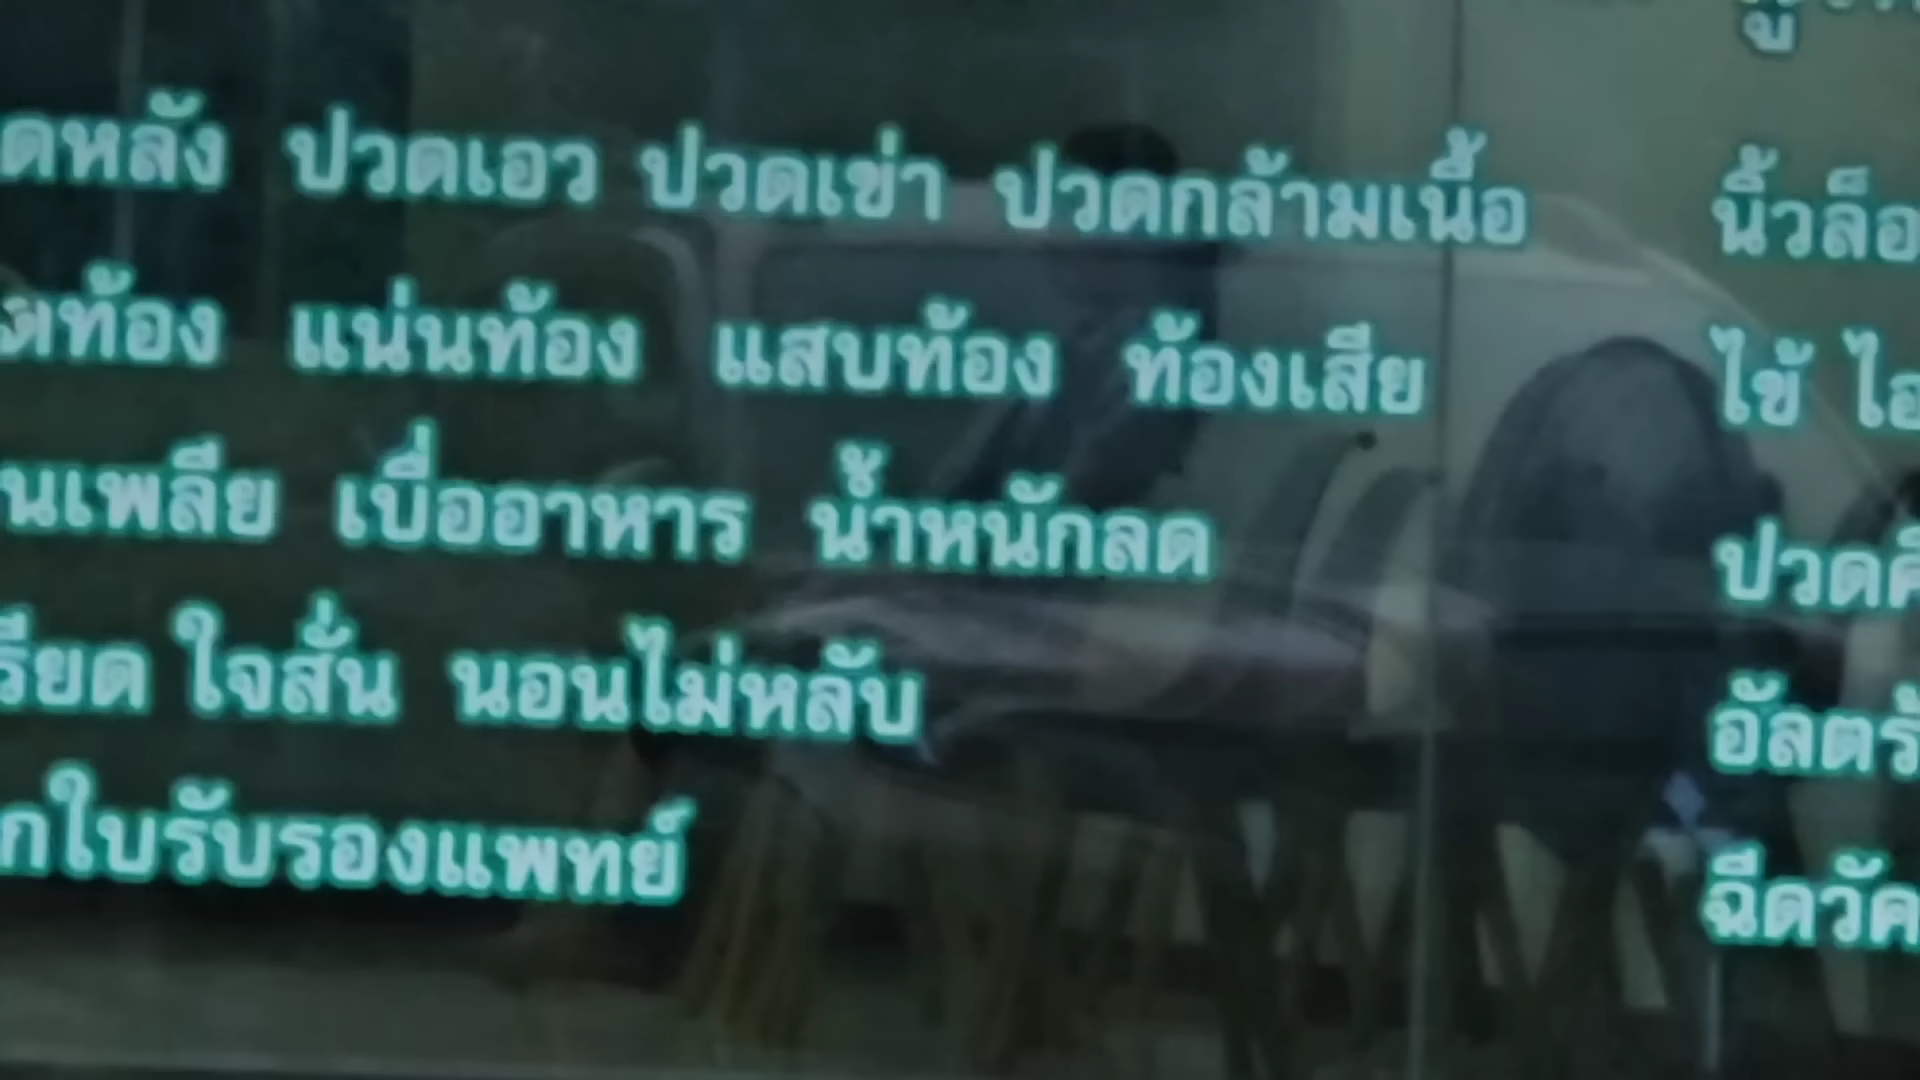 ดหลัง ปวดเอว ปวดเข่า ปวดกล้ามเนื้อ
ดท้อง แน่นท้อง แสบท้อง ท้องเสีย
นเพลีย เบื่ออาหาร น้ำหนักลด
รียด ใจสั่น นอนไม่หลับ
กใบรับรองแพทย์
นิ้วล็อ
ไข้ ไอ
ปวดศี
อัลตร้
ฉีดวัค